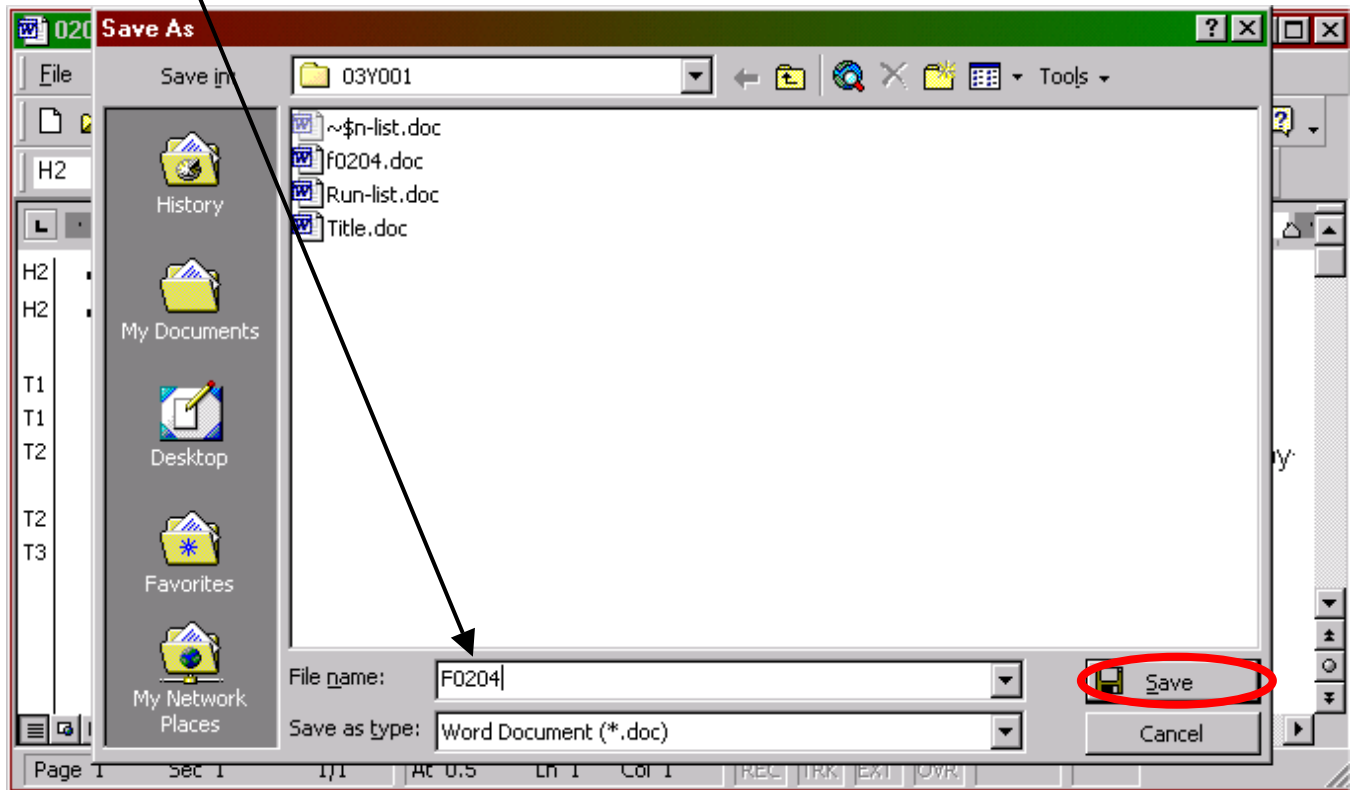 020 Save As
File
Save in: 03Y001 Tools
~$n-list.doc
f0204.doc
Run-list.doc
Title.doc
H2
History
My Documents
Desktop
Favorites
My Network
Places
H2
H2
T1
T1
T2
T2
T3
File name: F0204
Save
Save as type: Word Document (*.doc)
Cancel
Page 1 Sec 1 1/1 At 0.5 Ln 1 Col 1 REC TRK EXT OVR